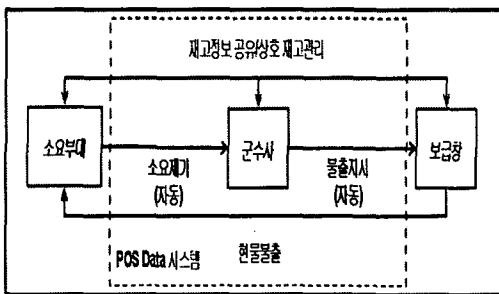 재고정보 공유/상호 재고관리
소요부대
군수사
보급창
소요제기
(자동)
불출지시
(자동)
POS Data 시스템
현물불출